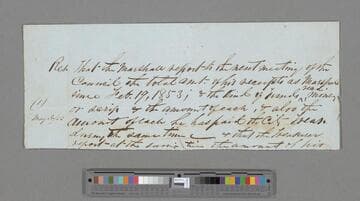 Res. That the Marshall report to the next meeting of the
Council the total amt. of his receipts as Marshal
since Feb. 19, 1853; & the kind of funds,
or scrip & the amount of each, & also the
amount of each he has paid the City Treas.
during the same time & that the Treasurer
report at the same time the amount of his